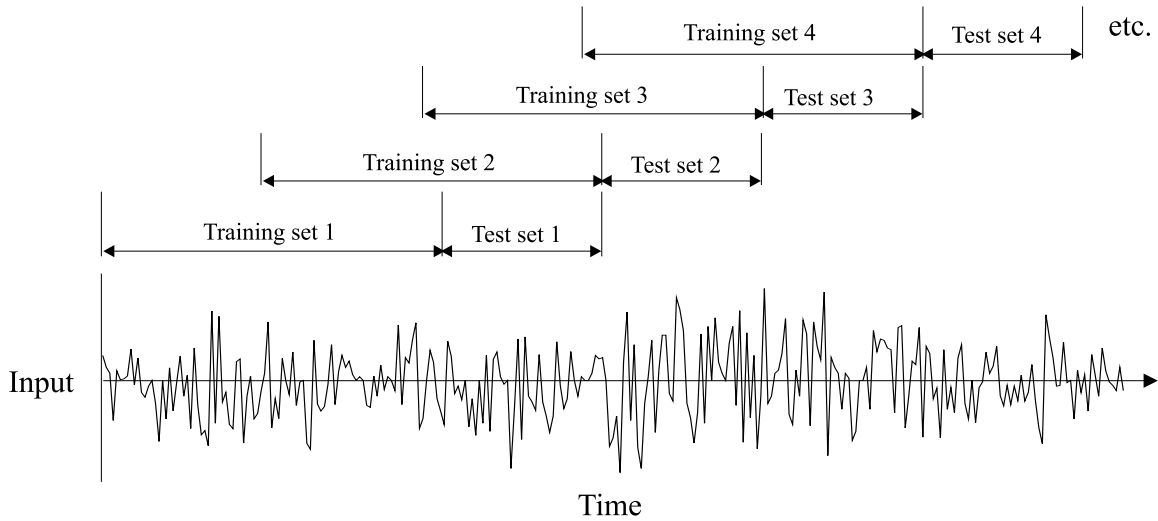 Training set 4
Test set 4
etc.
Training set 3
Test set 3
Training set 2
Test set 2
Training set 1
Test set 1
Input
Time